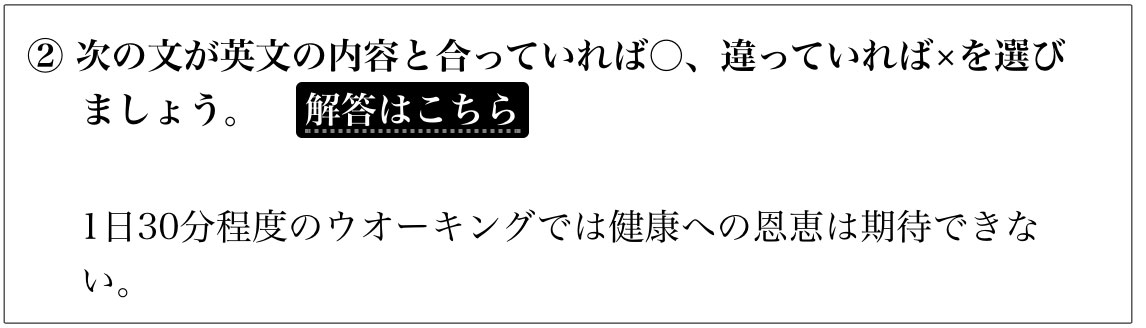 ② 次の文が英文の内容と合っていれば◯、違っていれば×を選び
ましょう。 解答はこちら
1日30分程度のウオーキングでは健康への恩恵は期待できな
い。